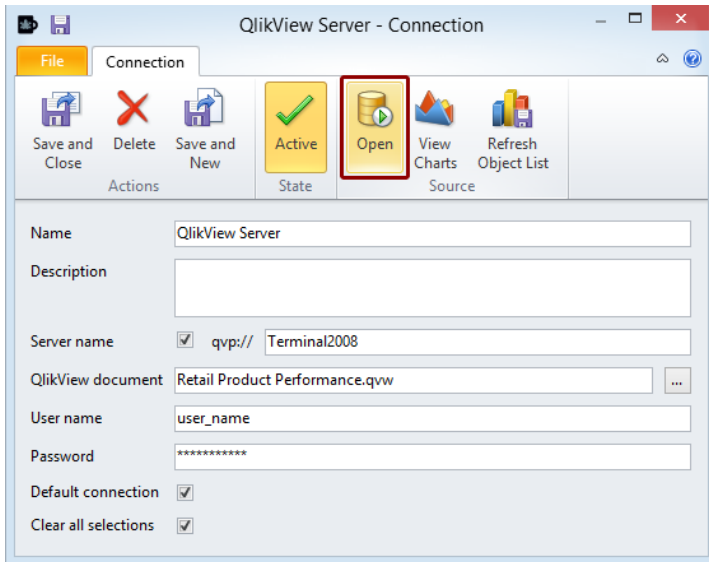 QlikView Server - Connection
File Connection
Save and Close Delete Save and New Active Open View Charts Refresh Object List
Actions State Source
Name QlikView Server
Description
Server name qvp:// Terminal2008
QlikView document Retail Product Performance.qvw ...
User name user_name
Password ***********
Default connection
Clear all selections